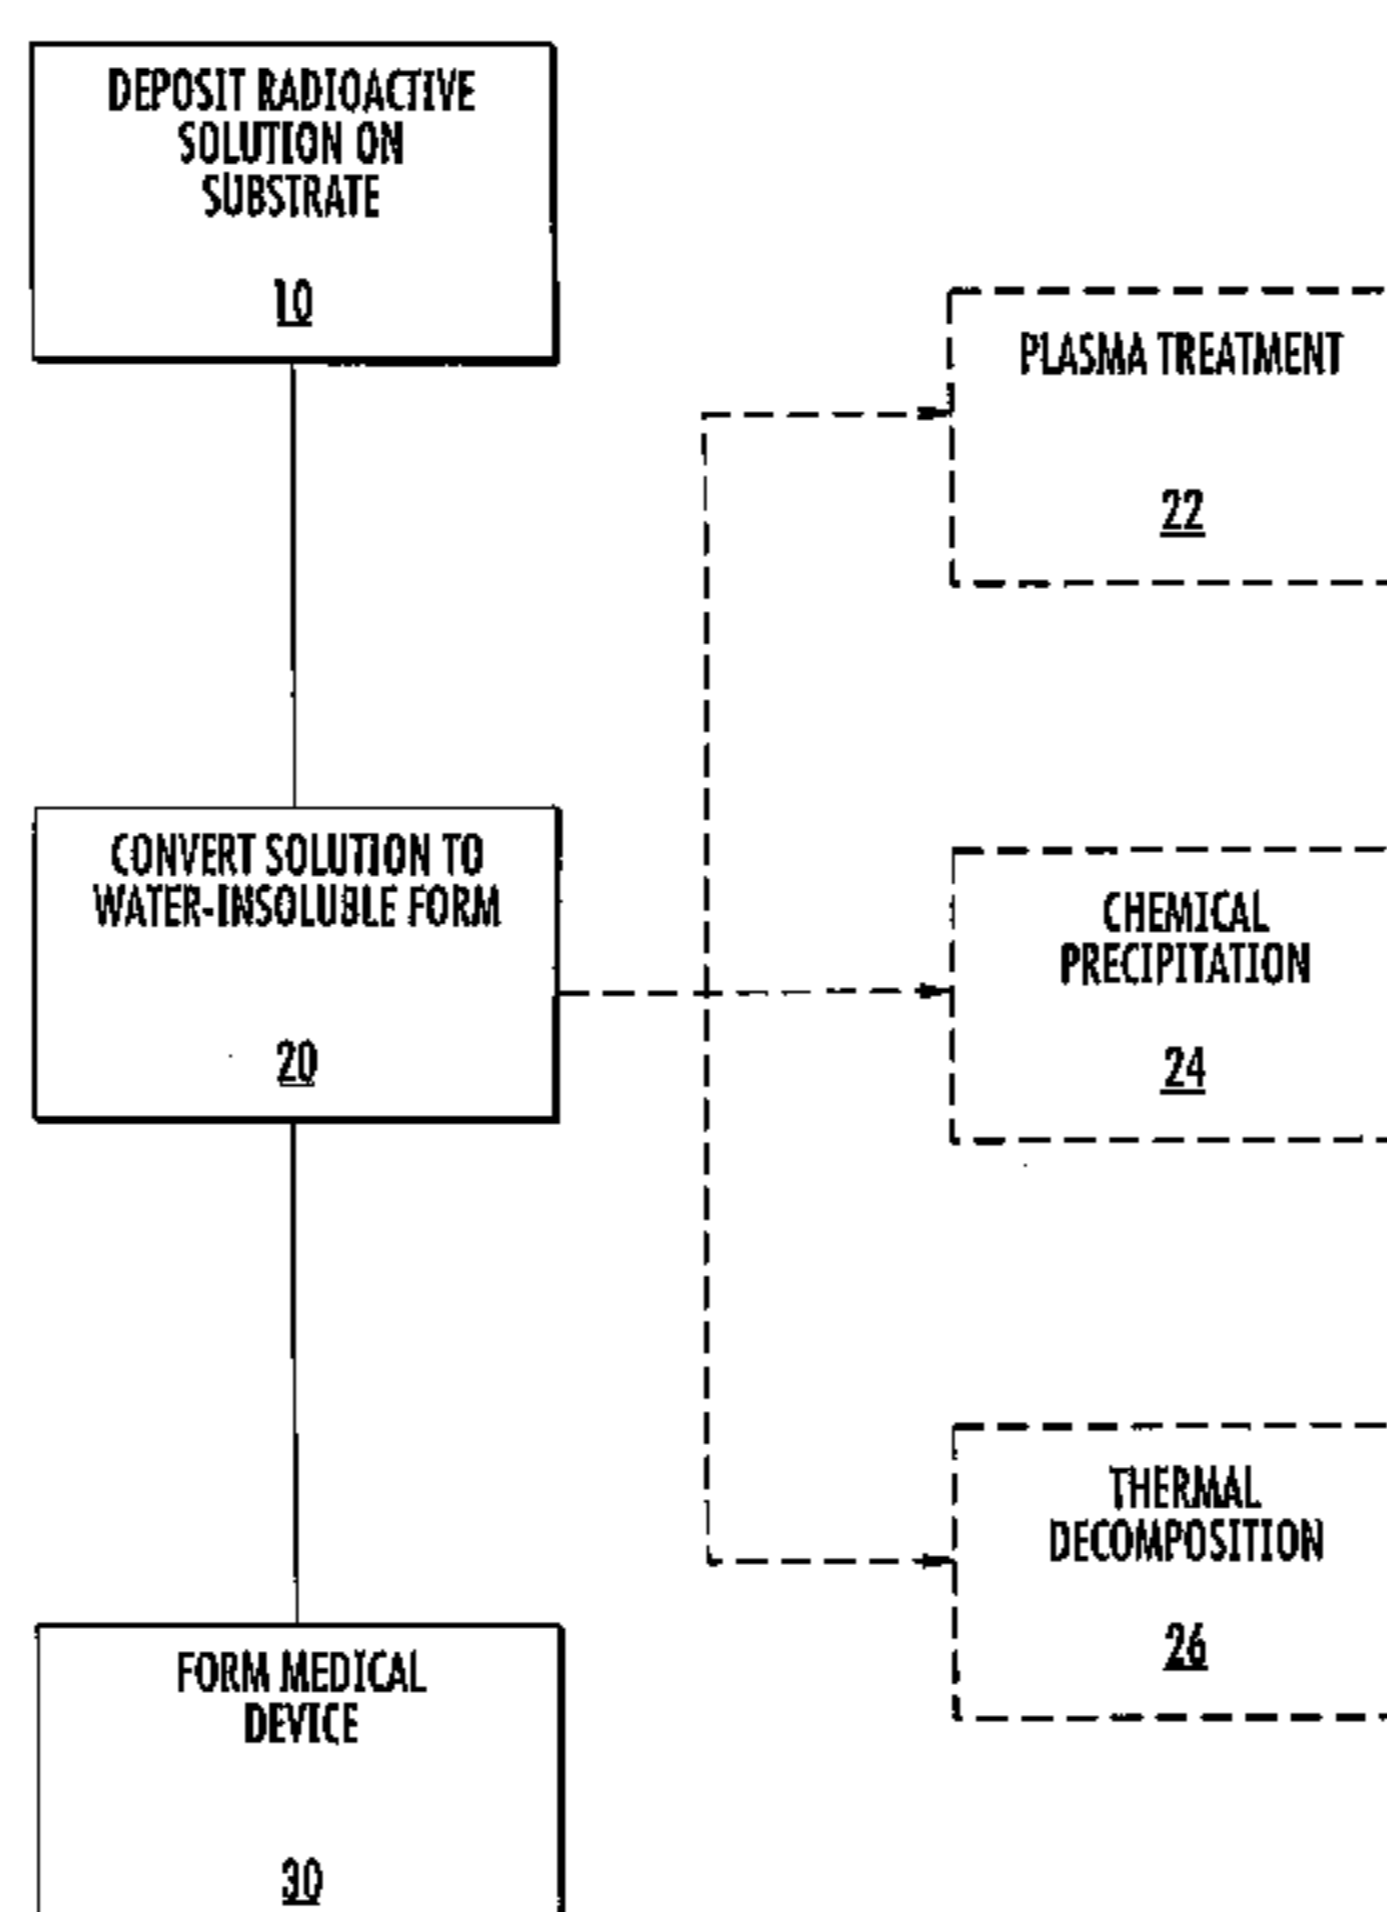 DEPOSIT RADIOACTIVE
SOLUTION ON
SUBSTRATE
10
PLASMA TREATMENT
22
CONVERT SOLUTION TO
WATER-INSOLUBLE FORM
20
CHEMICAL
PRECIPITATION
24
THERMAL
DECOMPOSITION
26
FORM MEDICAL
DEVICE
30